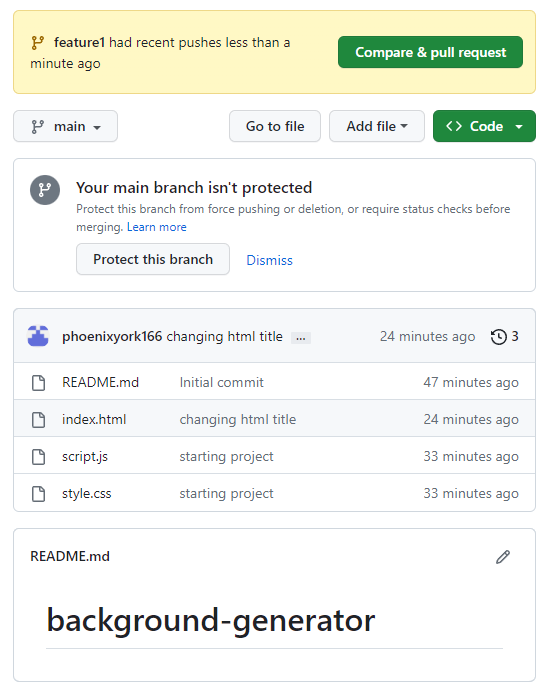 feature1 had recent pushes less than a
minute ago
Compare & pull request
main
Go to file
Add file
Code
Your main branch isn't protected
Protect this branch from force pushing or deletion, or require status checks before
merging. Learn more
Protect this branch
Dismiss
phoenixyork166 changing html title ... 24 minutes ago 3
README.md Initial commit 47 minutes ago
index.html changing html title 24 minutes ago
script.js starting project 33 minutes ago
style.css starting project 33 minutes ago
README.md
background-generator